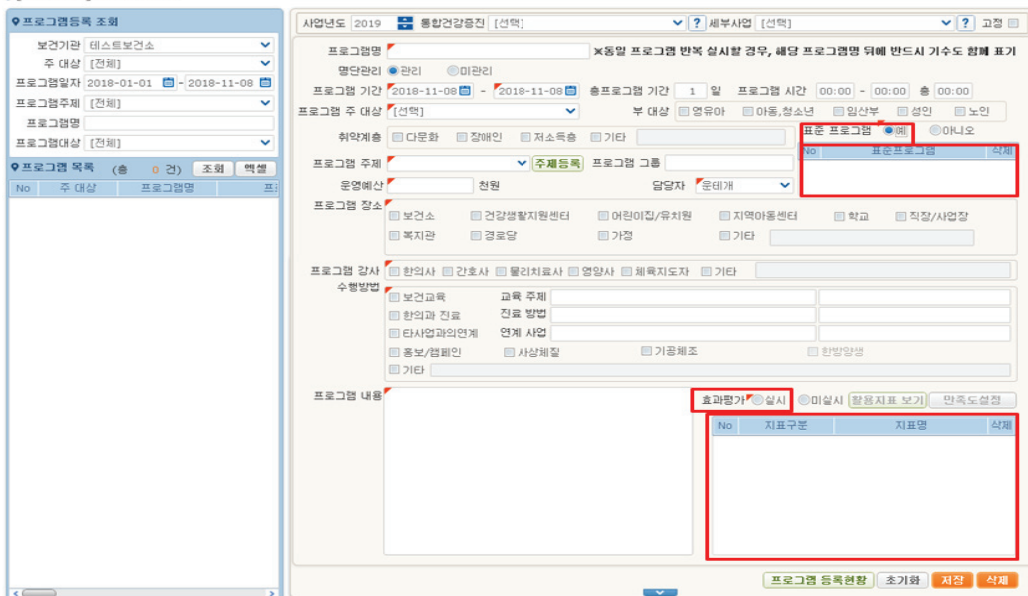 프로그램등록 조회
보건기관 테스트보건소
주 대상 [전체]
프로그램일자 2018-01-01 - 2018-11-08
프로그램주제 [전체]
프로그램명
프로그램대상 [전체]
프로그램 목록 (총 0 건) 조회 엑셀
No 주 대상 프로그램명
사업년도 2019 통합건강증진 [선택] ? 세부사업 [선택] ? 고정
프로그램명 ※동일 프로그램 반복 실시할 경우, 해당 프로그램명 뒤에 반드시 기수도 함께 표기
명단관리 관리 미관리
프로그램 기간 2018-11-08 - 2018-11-08 총프로그램 기간 1 일 프로그램 시간 00:00 - 00:00 총 00:00
프로그램 주 대상 [선택] 부 대상 영유아 아동,청소년 임산부 성인 노인
취약계층 다문화 장애인 저소득층 기타
표준 프로그램 예 아니오
No 표준프로그램 삭제
프로그램 주제 주제등록 프로그램 그룹
운영예산 천원 담당자 운테개
프로그램 장소
보건소 건강생활지원센터 어린이집/유치원 지역아동센터 학교 직장/사업장
복지관 경로당 가정 기타
프로그램 강사 한의사 간호사 물리치료사 영양사 체육지도자 기타
수행방법
보건교육 교육 주제
한의과 진료 진료 방법
타사업과의연계 연계 사업
홍보/캠페인 사상체질 기공체조 한방양생
기타
프로그램 내용
효과평가 실시 미실시 활용지표 보기 만족도설정
No 지표구분 지표명 삭제
프로그램 등록현황 초기화 저장 삭제